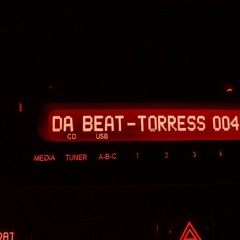 DA BEAT-TORRESS 004
CD USB
MEDIA TUNER A-B-C 1 2 3 4